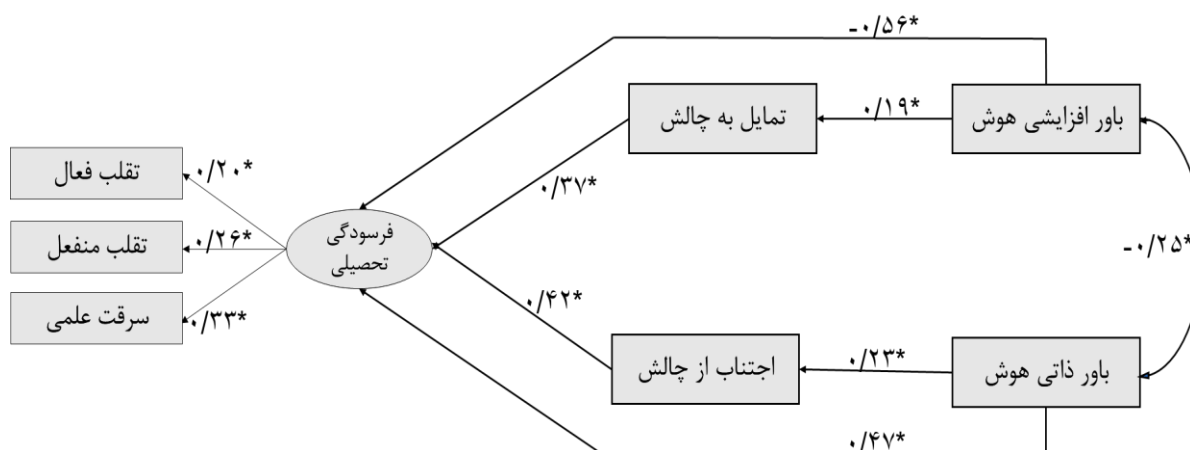 -۰/۵۶*
باور افزایشی هوش
۰/۱۹*
تمایل به چالش
۰/۳۷*
تقلب فعال
۰/۲۰*
تقلب منفعل
۰/۲۶*
سرقت علمی
۰/۳۳*
فرسودگی
تحصیلی
-۰/۲۵*
۰/۴۲*
باور ذاتی هوش
۰/۲۳*
اجتناب از چالش
۰/۴۷*